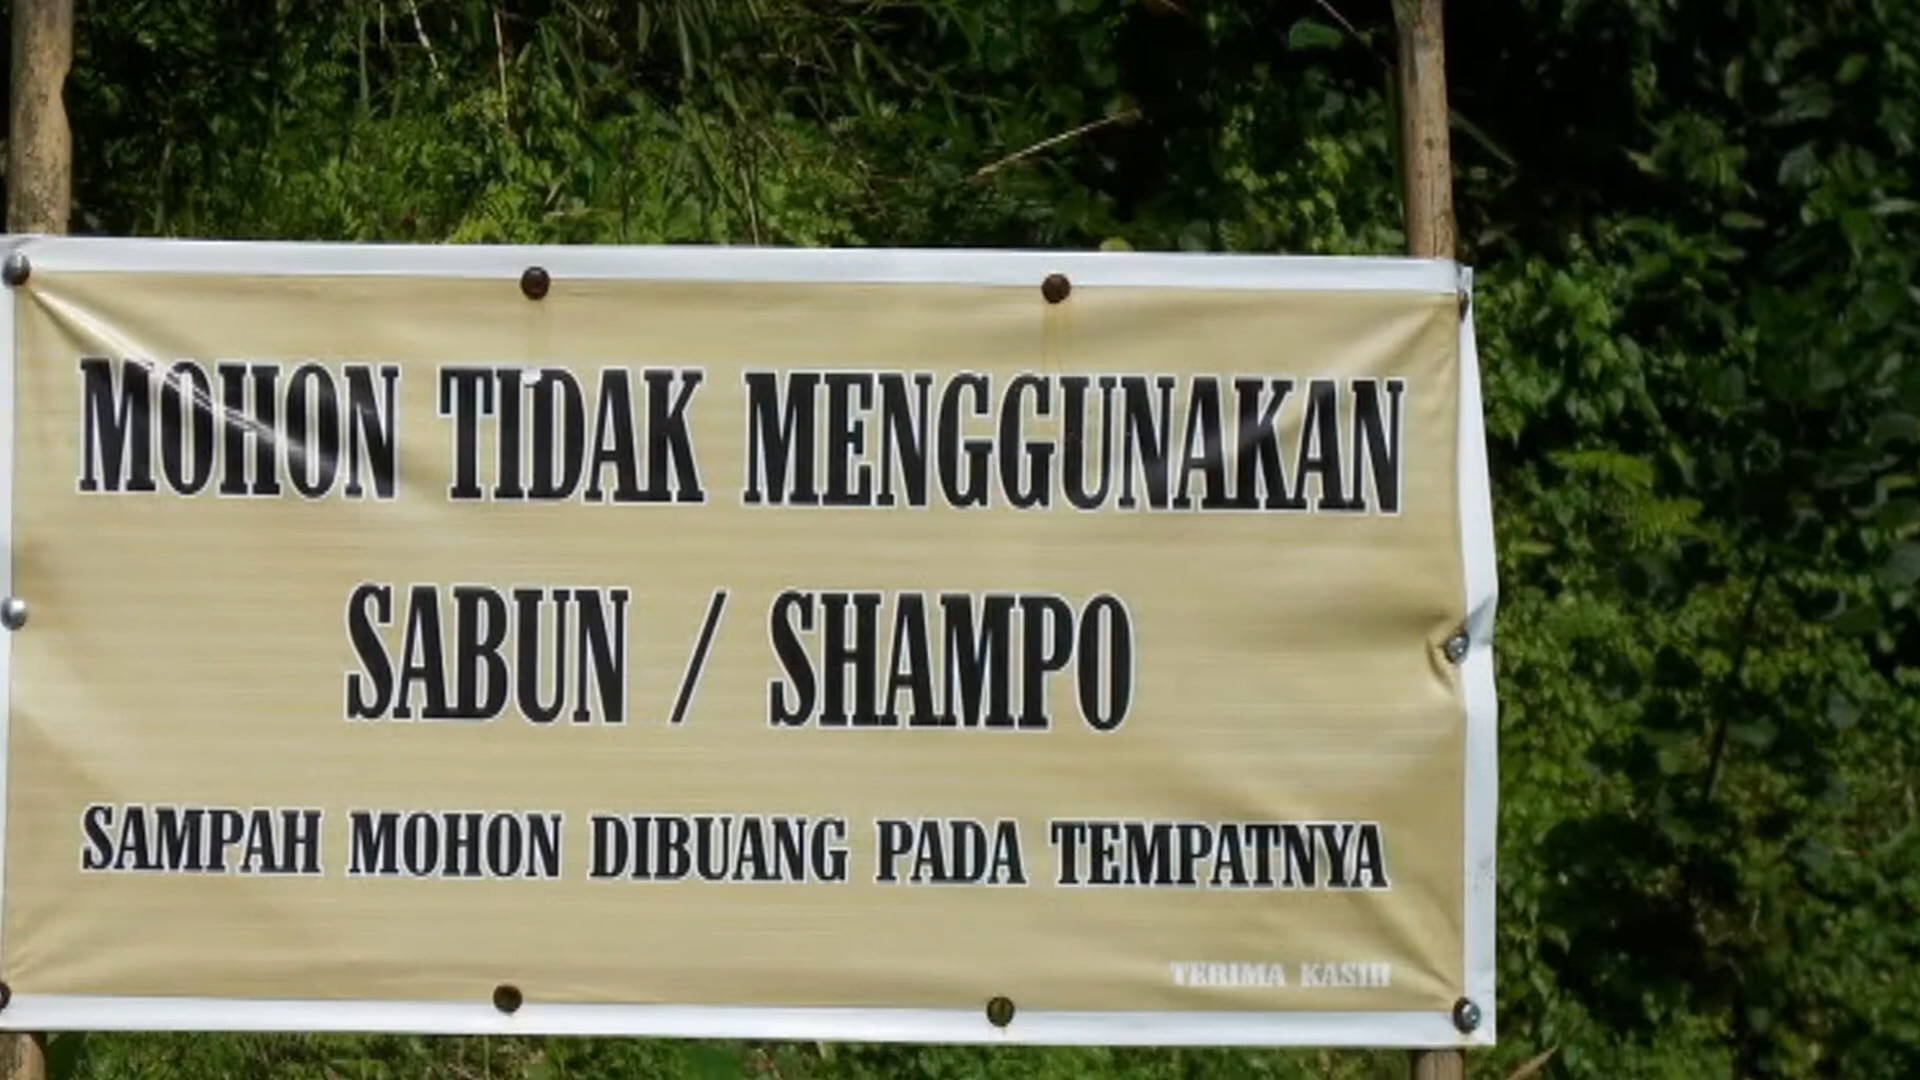 MOHON TIDAK MENGGUNAKAN
SABUN / SHAMPO
SAMPAH MOHON DIBUANG PADA TEMPATNYA
TERIMA KASIH